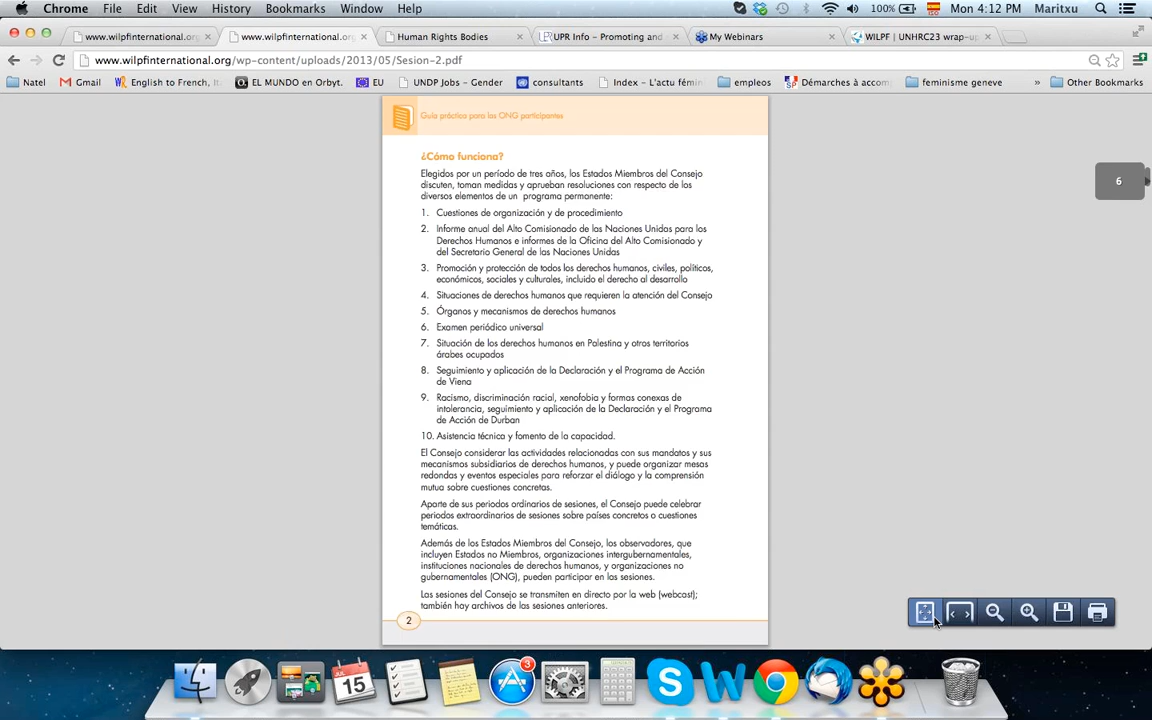 Chrome File Edit View History Bookmarks Window Help 100% Mon 4:12 PM Maritxu
www.wilpfinternational.org www.wilpfinternational.org Human Rights Bodies UPR Info – Promoting and My Webinars WILPF | UNHRC23 wrap-up
www.wilpfinternational.org/wp-content/uploads/2013/05/Sesion-2.pdf
Natel Gmail English to French, It EL MUNDO en Orbyt. EU UNDP Jobs - Gender consultants Index - L'actu fémin empleos Démarches à accom feminisme geneve » Other Bookmarks
Guía práctica para las ONG participantes
¿Cómo funciona?
Elegidos por un período de tres años, los Estados Miembros del Consejo
discuten, toman medidas y aprueban resoluciones con respecto de los
diversos elementos de un programa permanente:
1. Cuestiones de organización y de procedimiento
2. Informe anual del Alto Comisionado de las Naciones Unidas para los
Derechos Humanos e informes de la Oficina del Alto Comisionado y
del Secretario General de las Naciones Unidas
3. Promoción y protección de todos los derechos humanos, civiles, políticos,
económicos, sociales y culturales, incluido el derecho al desarrollo
4. Situaciones de derechos humanos que requieren la atención del Consejo
5. Órganos y mecanismos de derechos humanos
6. Examen periódico universal
7. Situación de los derechos humanos en Palestina y otros territorios
árabes ocupados
8. Seguimiento y aplicación de la Declaración y el Programa de Acción
de Viena
9. Racismo, discriminación racial, xenofobia y formas conexas de
intolerancia, seguimiento y aplicación de la Declaración y el Programa
de Acción de Durban
10. Asistencia técnica y fomento de la capacidad.
El Consejo considerar las actividades relacionadas con sus mandatos y sus
mecanismos subsidiarios de derechos humanos, y puede organizar mesas
redondas y eventos especiales para reforzar el diálogo y la comprensión
mutua sobre cuestiones concretas.
Aparte de sus periodos ordinarios de sesiones, el Consejo puede celebrar
periodos extraordinarios de sesiones sobre países concretos o cuestiones
temáticas.
Además de los Estados Miembros del Consejo, los observadores, que
incluyen Estados no Miembros, organizaciones intergubernamentales,
instituciones nacionales de derechos humanos, y organizaciones no
gubernamentales (ONG), pueden participar en las sesiones.
Las sesiones del Consejo se transmiten en directo por la web (webcast);
también hay archivos de las sesiones anteriores.
2
6
JUL 15
3